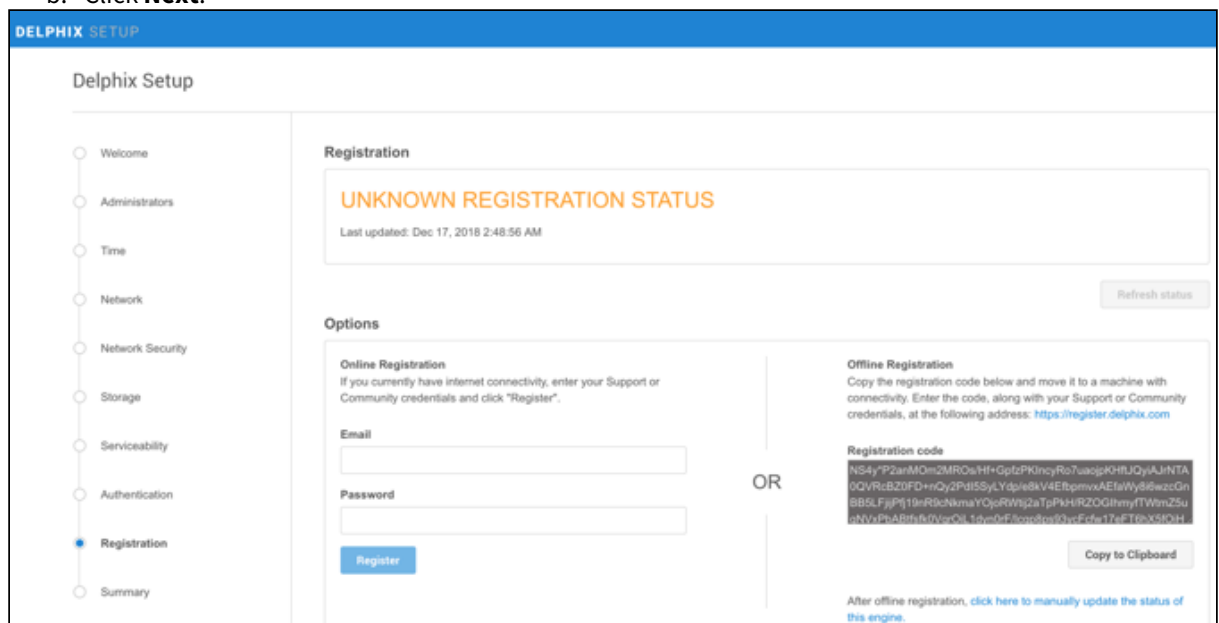 b. Click Next.
DELPHIX SETUP
Delphix Setup
Welcome
Administrators
Time
Network
Network Security
Storage
Serviceability
Authentication
Registration
Summary
Registration
UNKNOWN REGISTRATION STATUS
Last updated: Dec 17, 2018 2:48:56 AM
Refresh status
Options
Online Registration
If you currently have internet connectivity, enter your Support or
Community credentials and click "Register".
Email
Password
Register
OR
Offline Registration
Copy the registration code below and move it to a machine with
connectivity. Enter the code, along with your Support or Community
credentials, at the following address: https://register.delphix.com
Registration code
Copy to Clipboard
After offline registration, click here to manually update the status of
this engine.